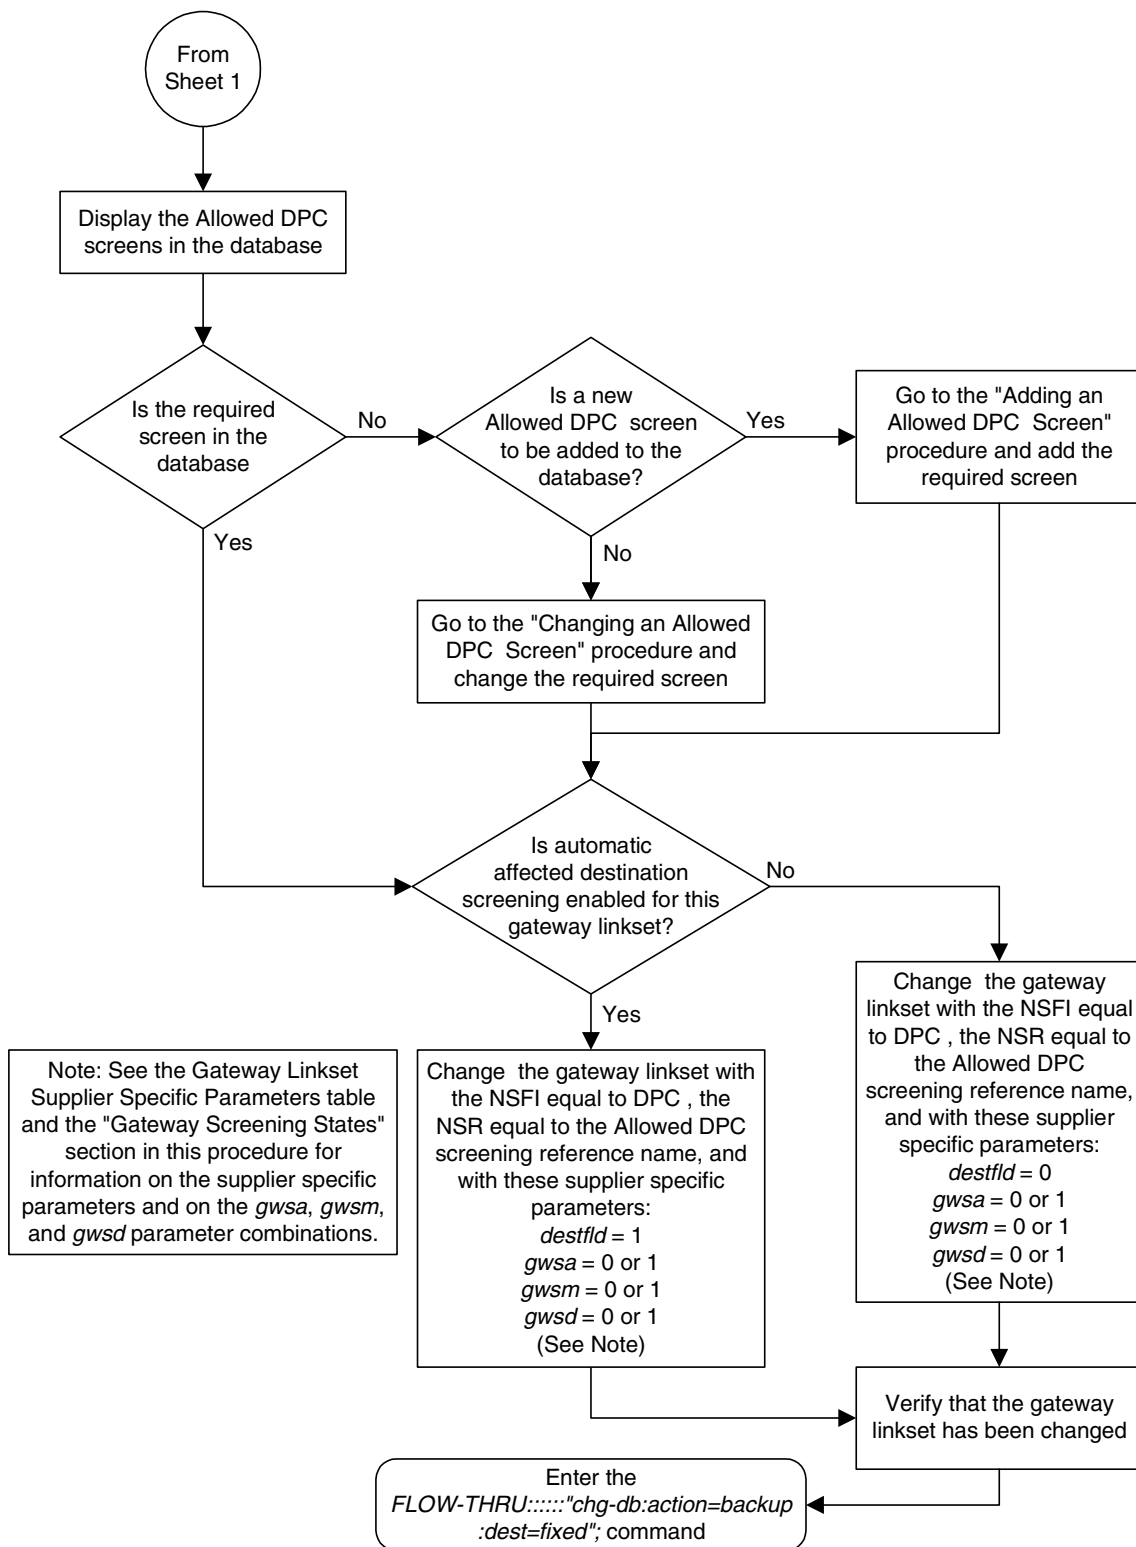 From
Sheet 1
Display the Allowed DPC
screens in the database
Is the required
screen in the
database
No
Yes
Is a new
Allowed DPC screen
to be added to the
database?
Yes
No
Go to the "Adding an
Allowed DPC Screen"
procedure and add the
required screen
Go to the "Changing an Allowed
DPC Screen" procedure and
change the required screen
Is automatic
affected destination
screening enabled for this
gateway linkset?
No
Yes
Change the gateway
linkset with the NSFI equal
to DPC , the NSR equal to
the Allowed DPC
screening reference name,
and with these supplier
specific parameters:
destfld = 0
gwsa = 0 or 1
gwsm = 0 or 1
gwsd = 0 or 1
(See Note)
Note: See the Gateway Linkset
Supplier Specific Parameters table
and the "Gateway Screening States"
section in this procedure for
information on the supplier specific
parameters and on the gwsa, gwsm,
and gwsd parameter combinations.
Change the gateway linkset with
the NSFI equal to DPC , the
NSR equal to the Allowed DPC
screening reference name, and
with these supplier specific
parameters:
destfld = 1
gwsa = 0 or 1
gwsm = 0 or 1
gwsd = 0 or 1
(See Note)
Verify that the gateway
linkset has been changed
Enter the
FLOW-THRU::::::"chg-db:action=backup
:dest=fixed"; command